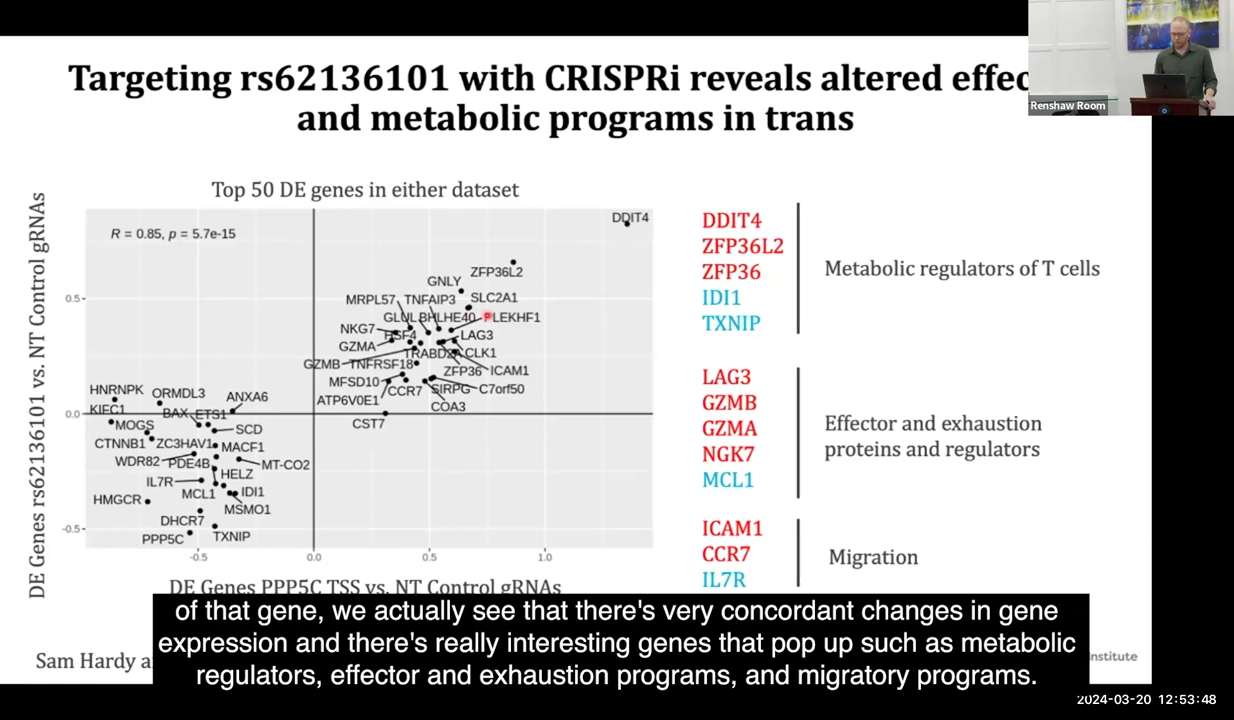 Targeting rs62136101 with CRISPRi reveals altered
and metabolic programs in trans
Renshaw Room
Top 50 DE genes in either dataset
DE Genes rs62136101 vs. NT Control gRNAs
R = 0.85, p = 5.7e-15
DDIT4
ZFP36L2
GNLY
SLC2A1
0.5
MRPL57
TNFAIP3
GLUL
BHLHE40
PLEKHF1
NKG7
HSF4
LAG3
GZMA
TRABD2A
CLK1
GZMB
TNFRSF18
ZFP36
ICAM1
MFSD10
CCR7
SIRPG
C7orf50
ATP6V0E1
COA3
HNRNPK
ORMDL3
ANXA6
KIFC1
BAX
ETS1
0.0
CST7
MOGS
SCD
CTNNB1
ZC3HAV1
MACF1
WDR82
PDE4B
MT-CO2
IL7R
HELZ
HMGCR
MCL1
IDI1
MSMO1
DHCR7
-0.5
PPP5C
TXNIP
-0.5
0.0
0.5
1.0
DE Genes PPP5C TSS vs. NT Control gRNAs
DDIT4
ZFP36L2
ZFP36
IDI1
TXNIP
Metabolic regulators of T cells
LAG3
GZMB
GZMA
NGK7
MCL1
Effector and exhaustion
proteins and regulators
ICAM1
CCR7
IL7R
Migration
of that gene, we actually see that there's very concordant changes in gene
expression and there's really interesting genes that pop up such as metabolic
regulators, effector and exhaustion programs, and migratory programs.
Sam Hardy
2024-03-20 12:53:48